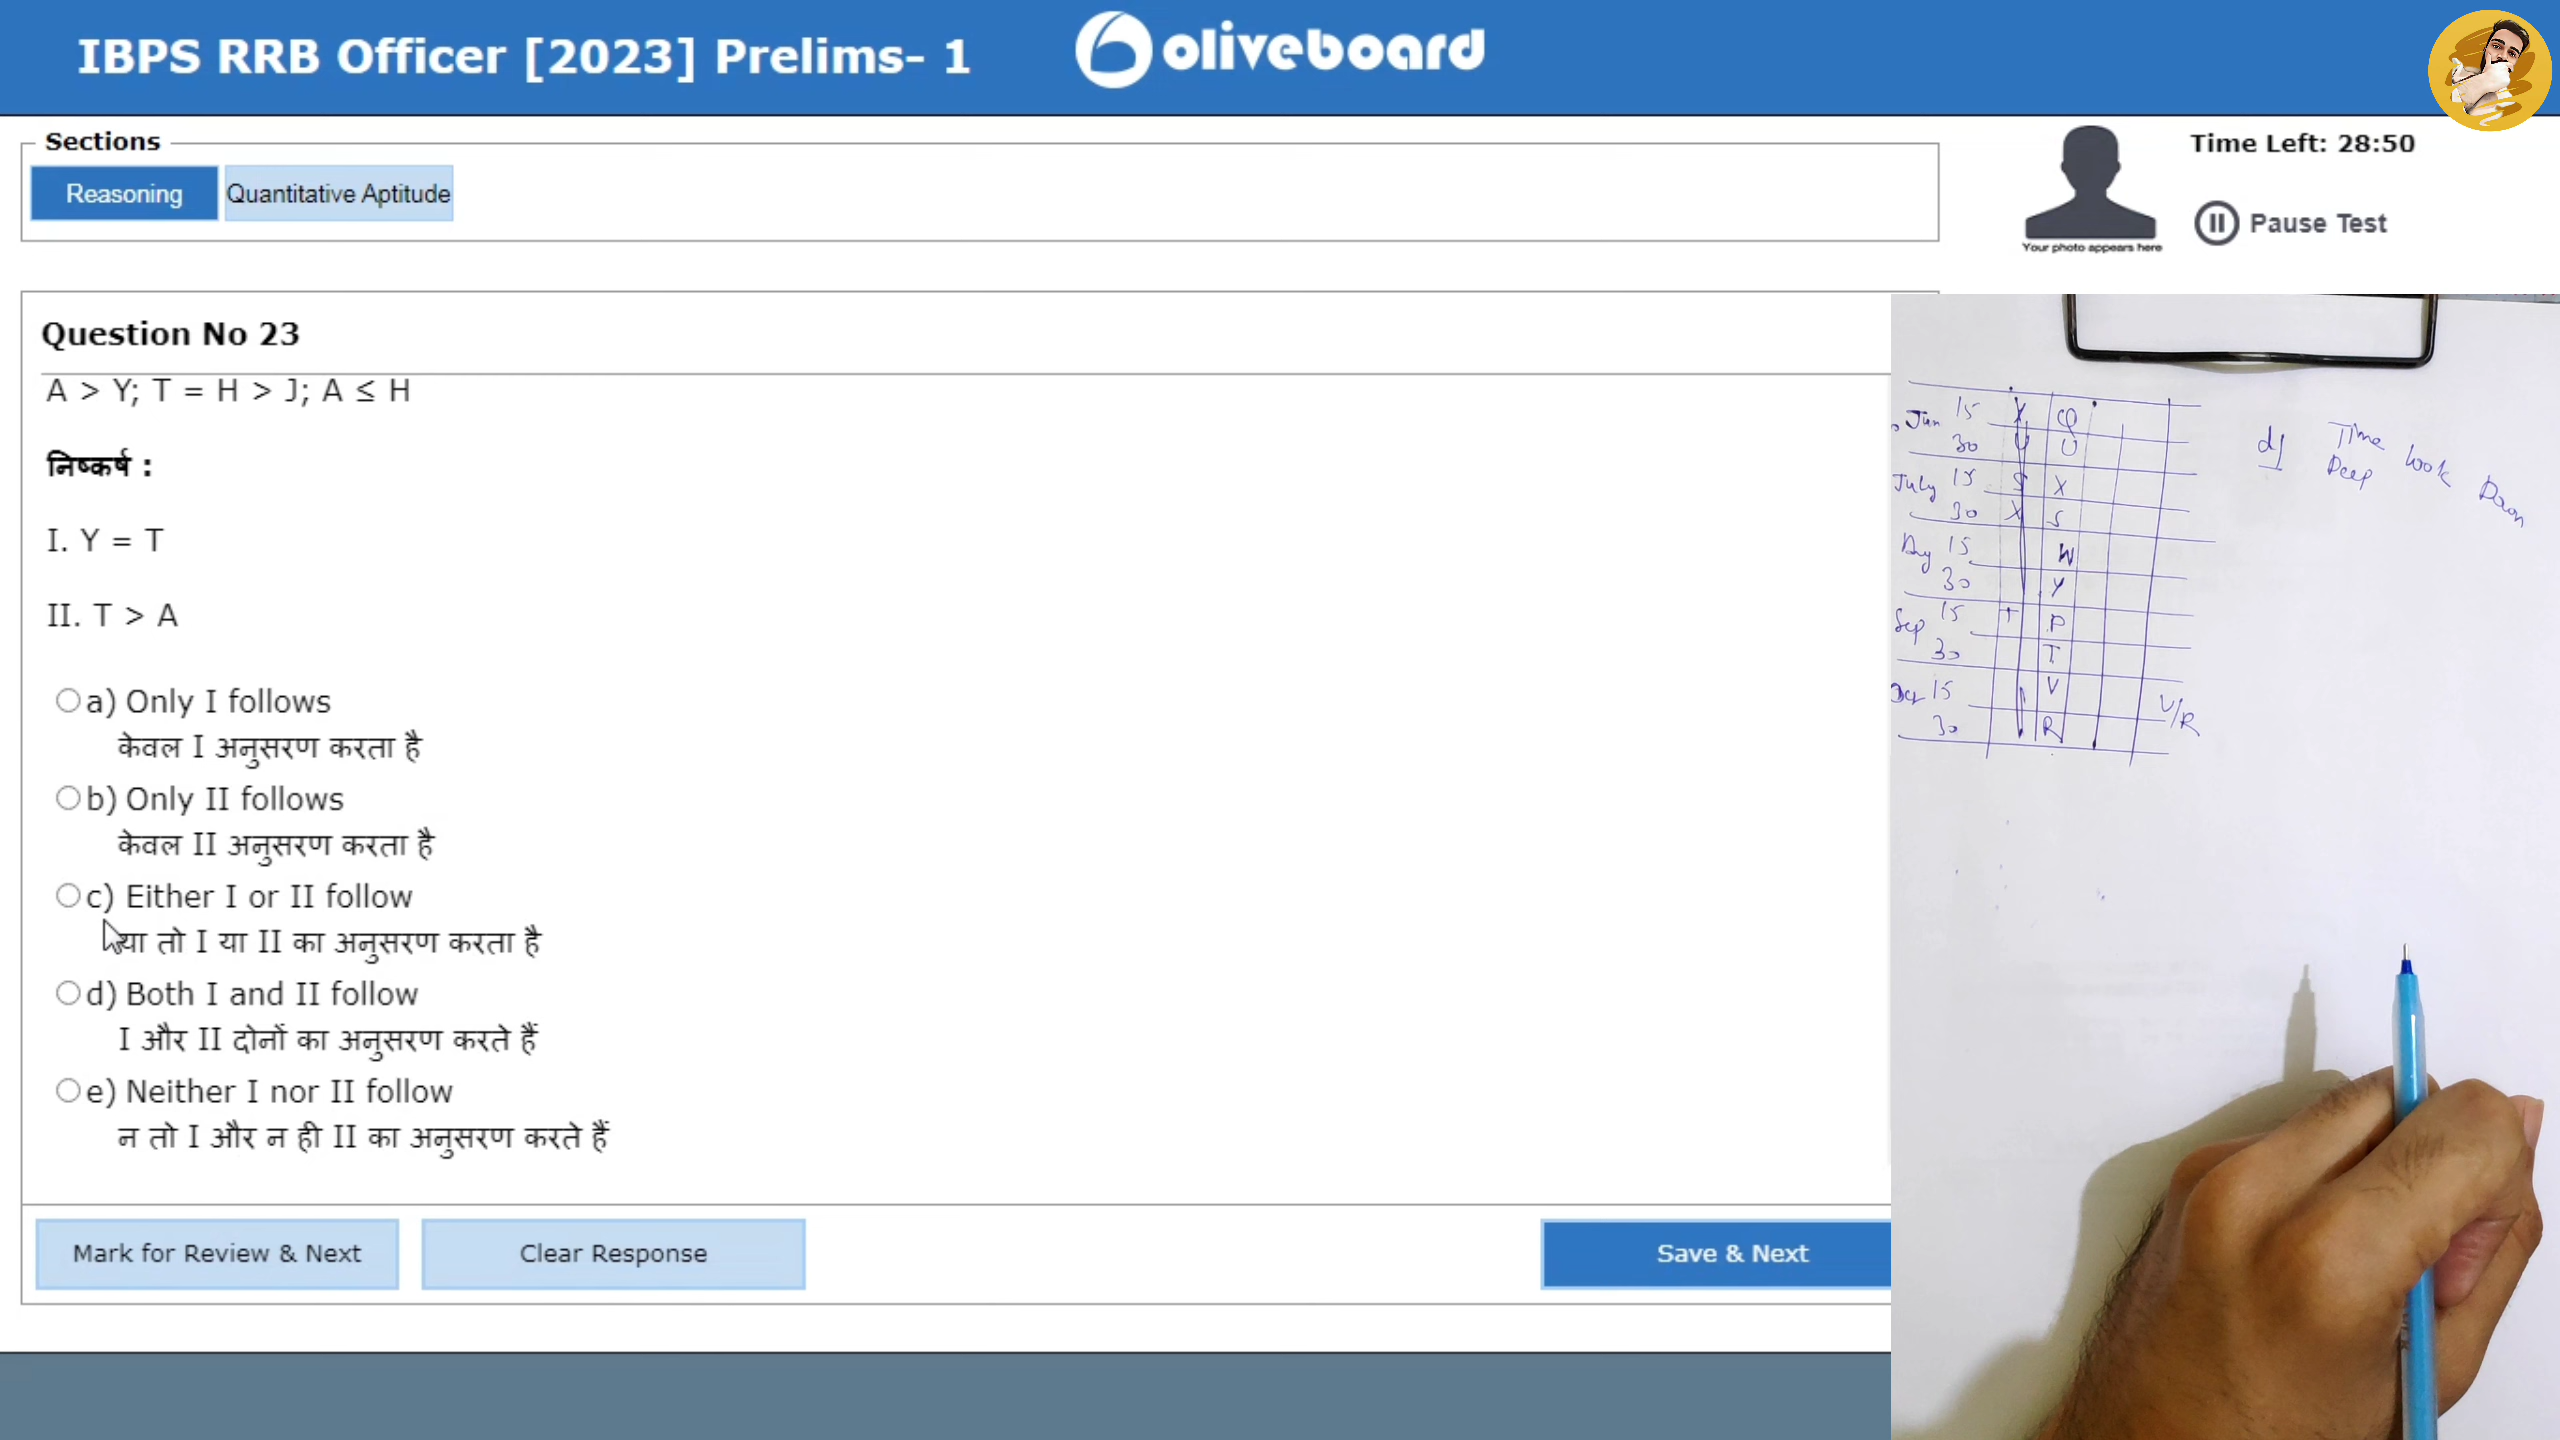 IBPS RRB Officer [2023] Prelims- 1
oliveboard
Sections
Reasoning
Quantitative Aptitude
Time Left: 28:50
Pause Test
Your photo appears here
Question No 23
A > Y; T = H > J; A ≤ H
निष्कर्ष :
I. Y = T
II. T > A
a) Only I follows
केवल I अनुसरण करता है
b) Only II follows
केवल II अनुसरण करता है
c) Either I or II follow
या तो I या II का अनुसरण करता है
d) Both I and II follow
I और II दोनों का अनुसरण करते हैं
e) Neither I nor II follow
न तो I और न ही II का अनुसरण करते हैं
Mark for Review & Next
Clear Response
Save & Next
Jun 15 Y Q
30 U U
July 15 S X
30 X S
Aug 15 W
30 Y
Sep 15 T P
30 T
15 V
30 R
V/R
d) Time look Down
Deep